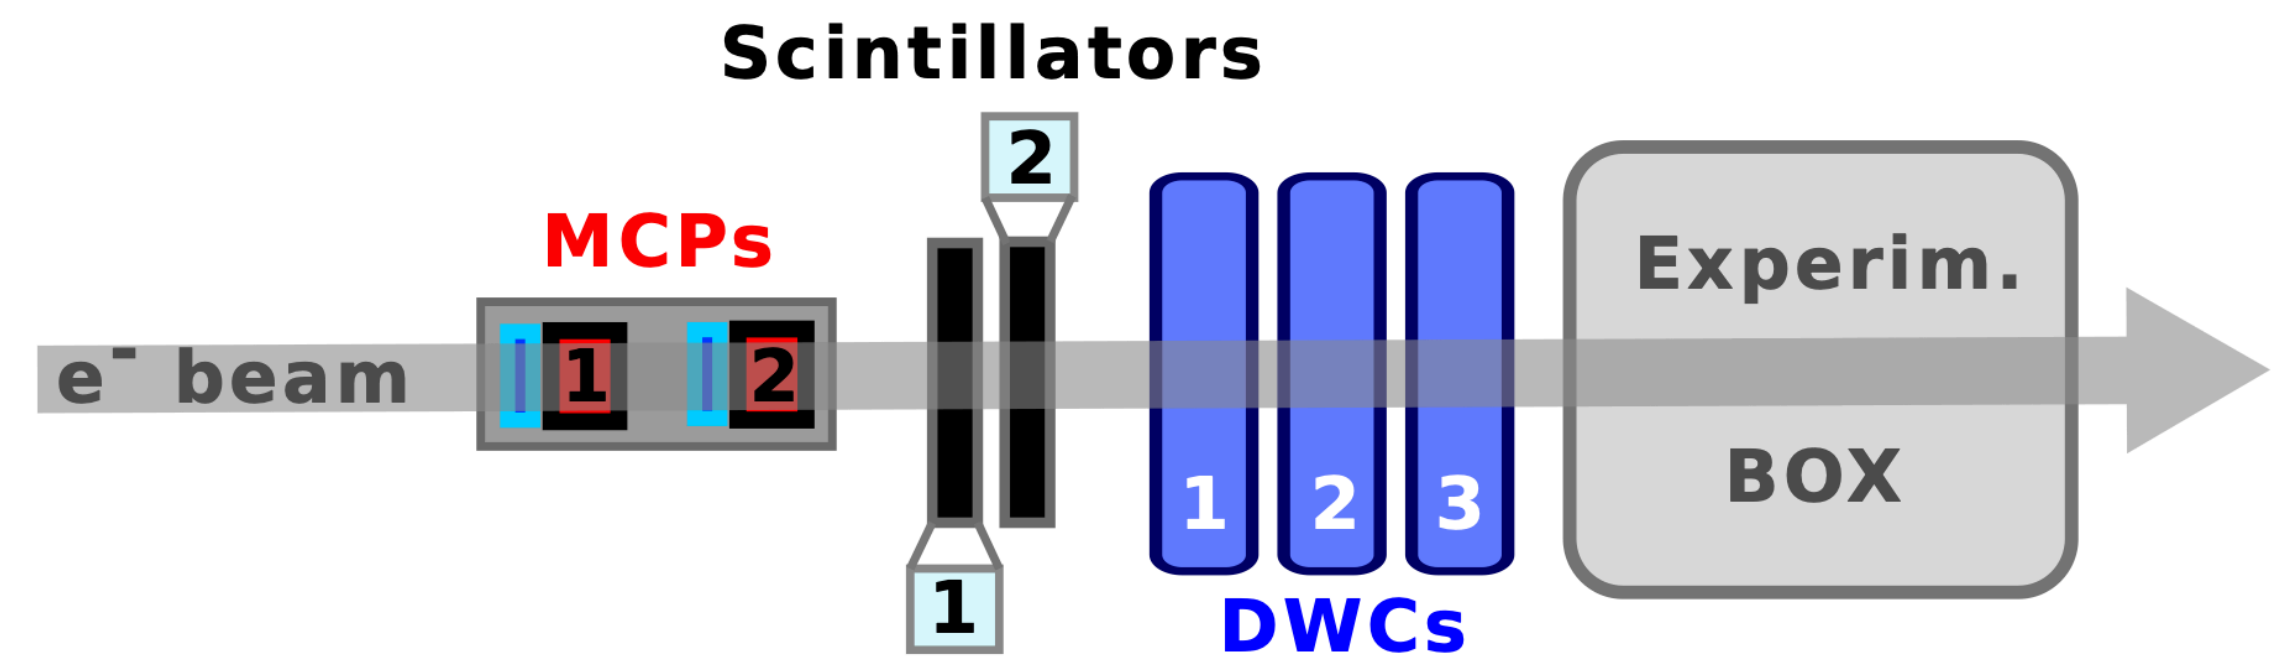 Scintillators
2
MCPs
Experim.
e⁻ beam
1
2
BOX
1
2
3
1
DWCs